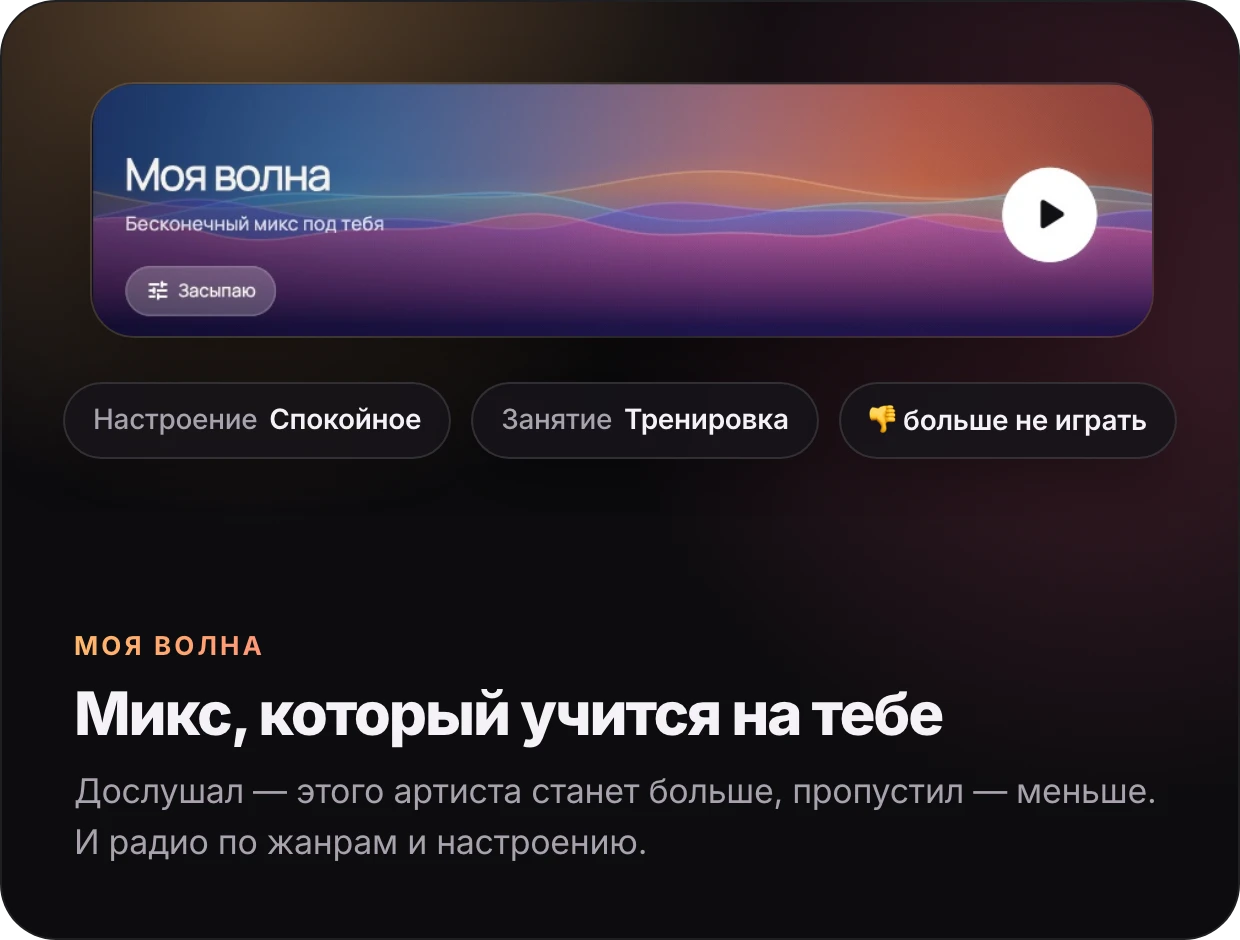 Моя волна
Бесконечный микс под тебя
Засыпаю
Настроение Спокойное
Занятие Тренировка
👎 больше не играть
МОЯ ВОЛНА
Микс, который учится на тебе
Дослушал — этого артиста станет больше, пропустил — меньше.
И радио по жанрам и настроению.